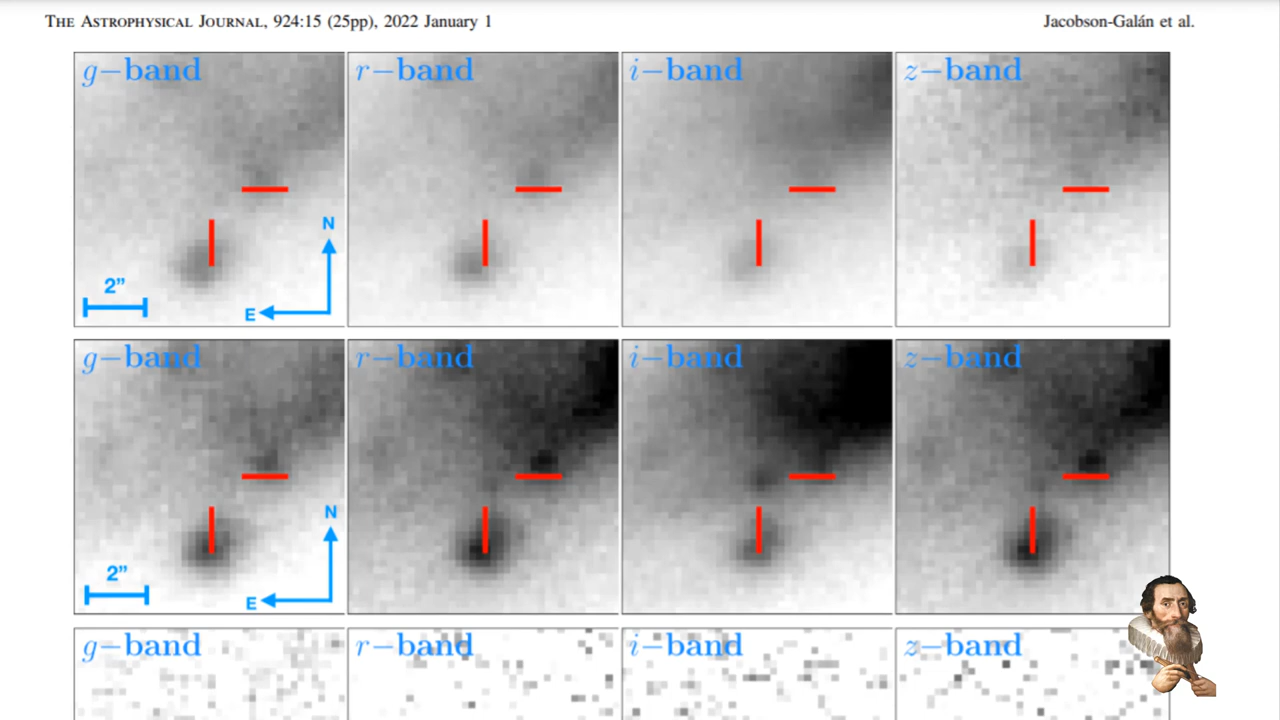 THE ASTROPHYSICAL JOURNAL, 924:15 (25pp), 2022 January 1 Jacobson-Galán et al.
g−band r−band i−band z−band
N
2”
E
g−band r−band i−band z−band
N
2”
E
g−band r−band i−band z−band